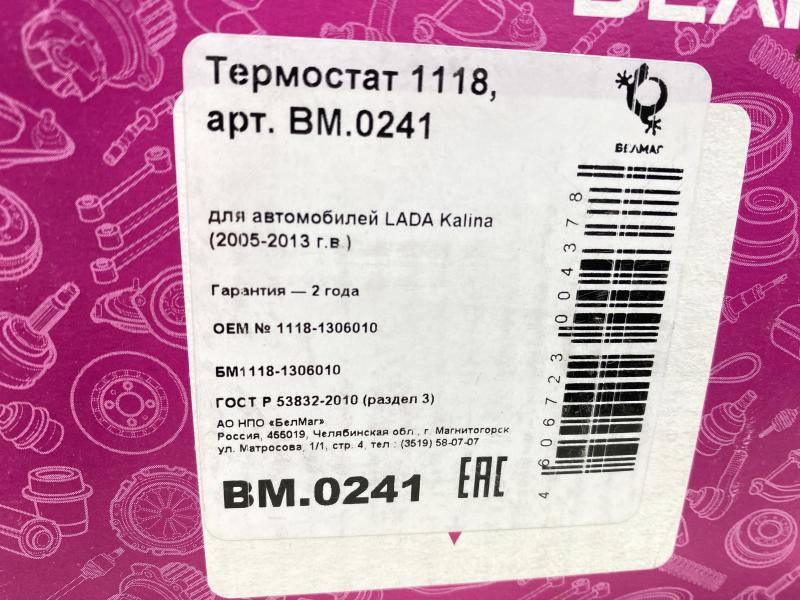 Термостат 1118,
арт. BM.0241
БЕЛМАГ
для автомобилей LADA Kalina
(2005-2013 г.в.)
Гарантия — 2 года
OEM № 1118-1306010
БМ1118-1306010
ГОСТ Р 53832-2010 (раздел 3)
АО НПО «БелМаг»
Россия, 455019, Челябинская обл., г. Магнитогорск
ул. Матросова, 1/1, стр. 4, тел.: (3519) 58-07-07
BM.0241
EAC
4 606723 004378